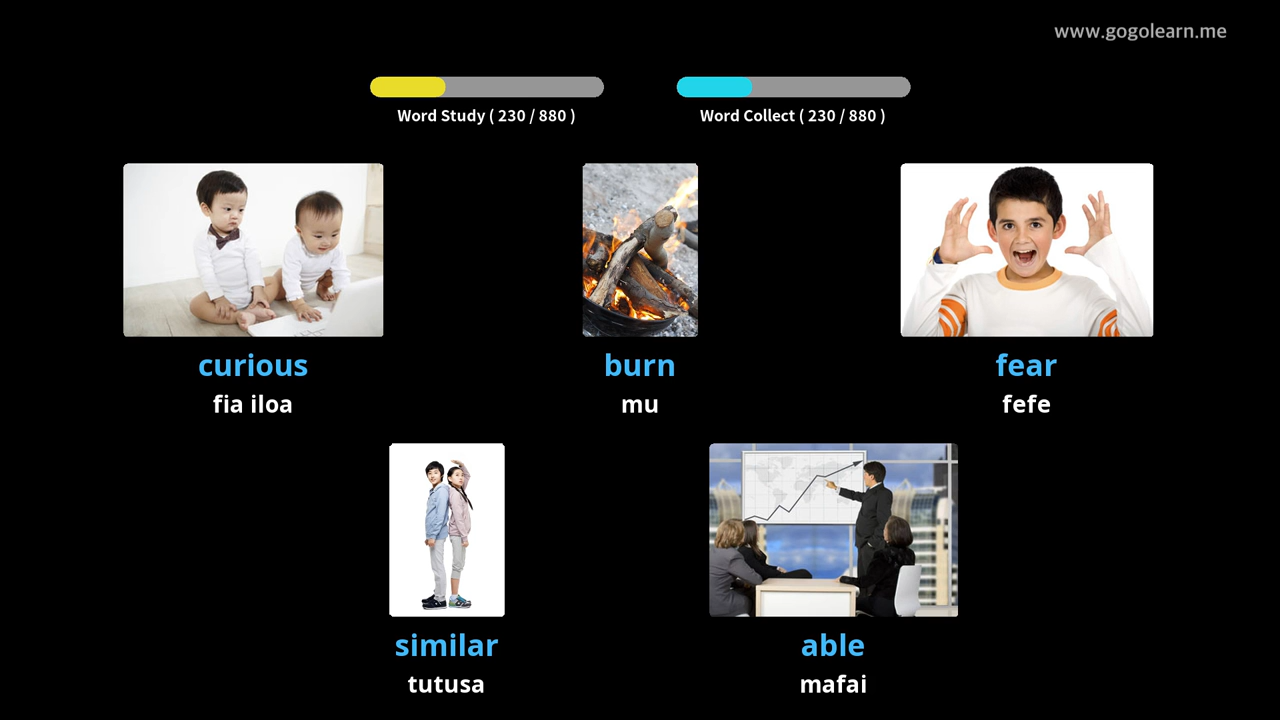 www.gogolearn.me
Word Study ( 230 / 880 )
Word Collect ( 230 / 880 )
curious
fia iloa
burn
mu
fear
fefe
similar
tutusa
able
mafai